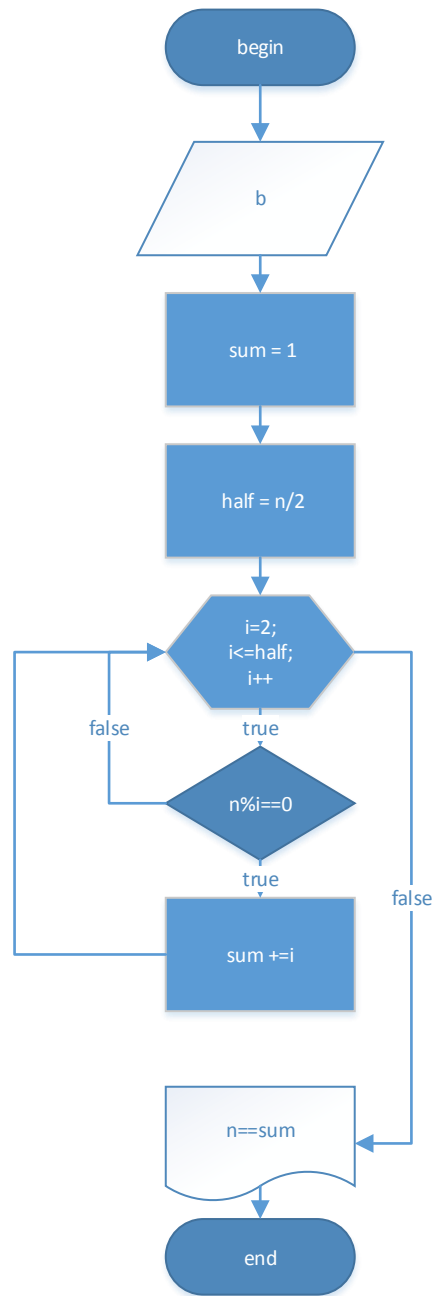 begin
b
sum = 1
half = n/2
i=2;
i<=half;
i++
false
true
n%i==0
true
false
sum +=i
n==sum
end